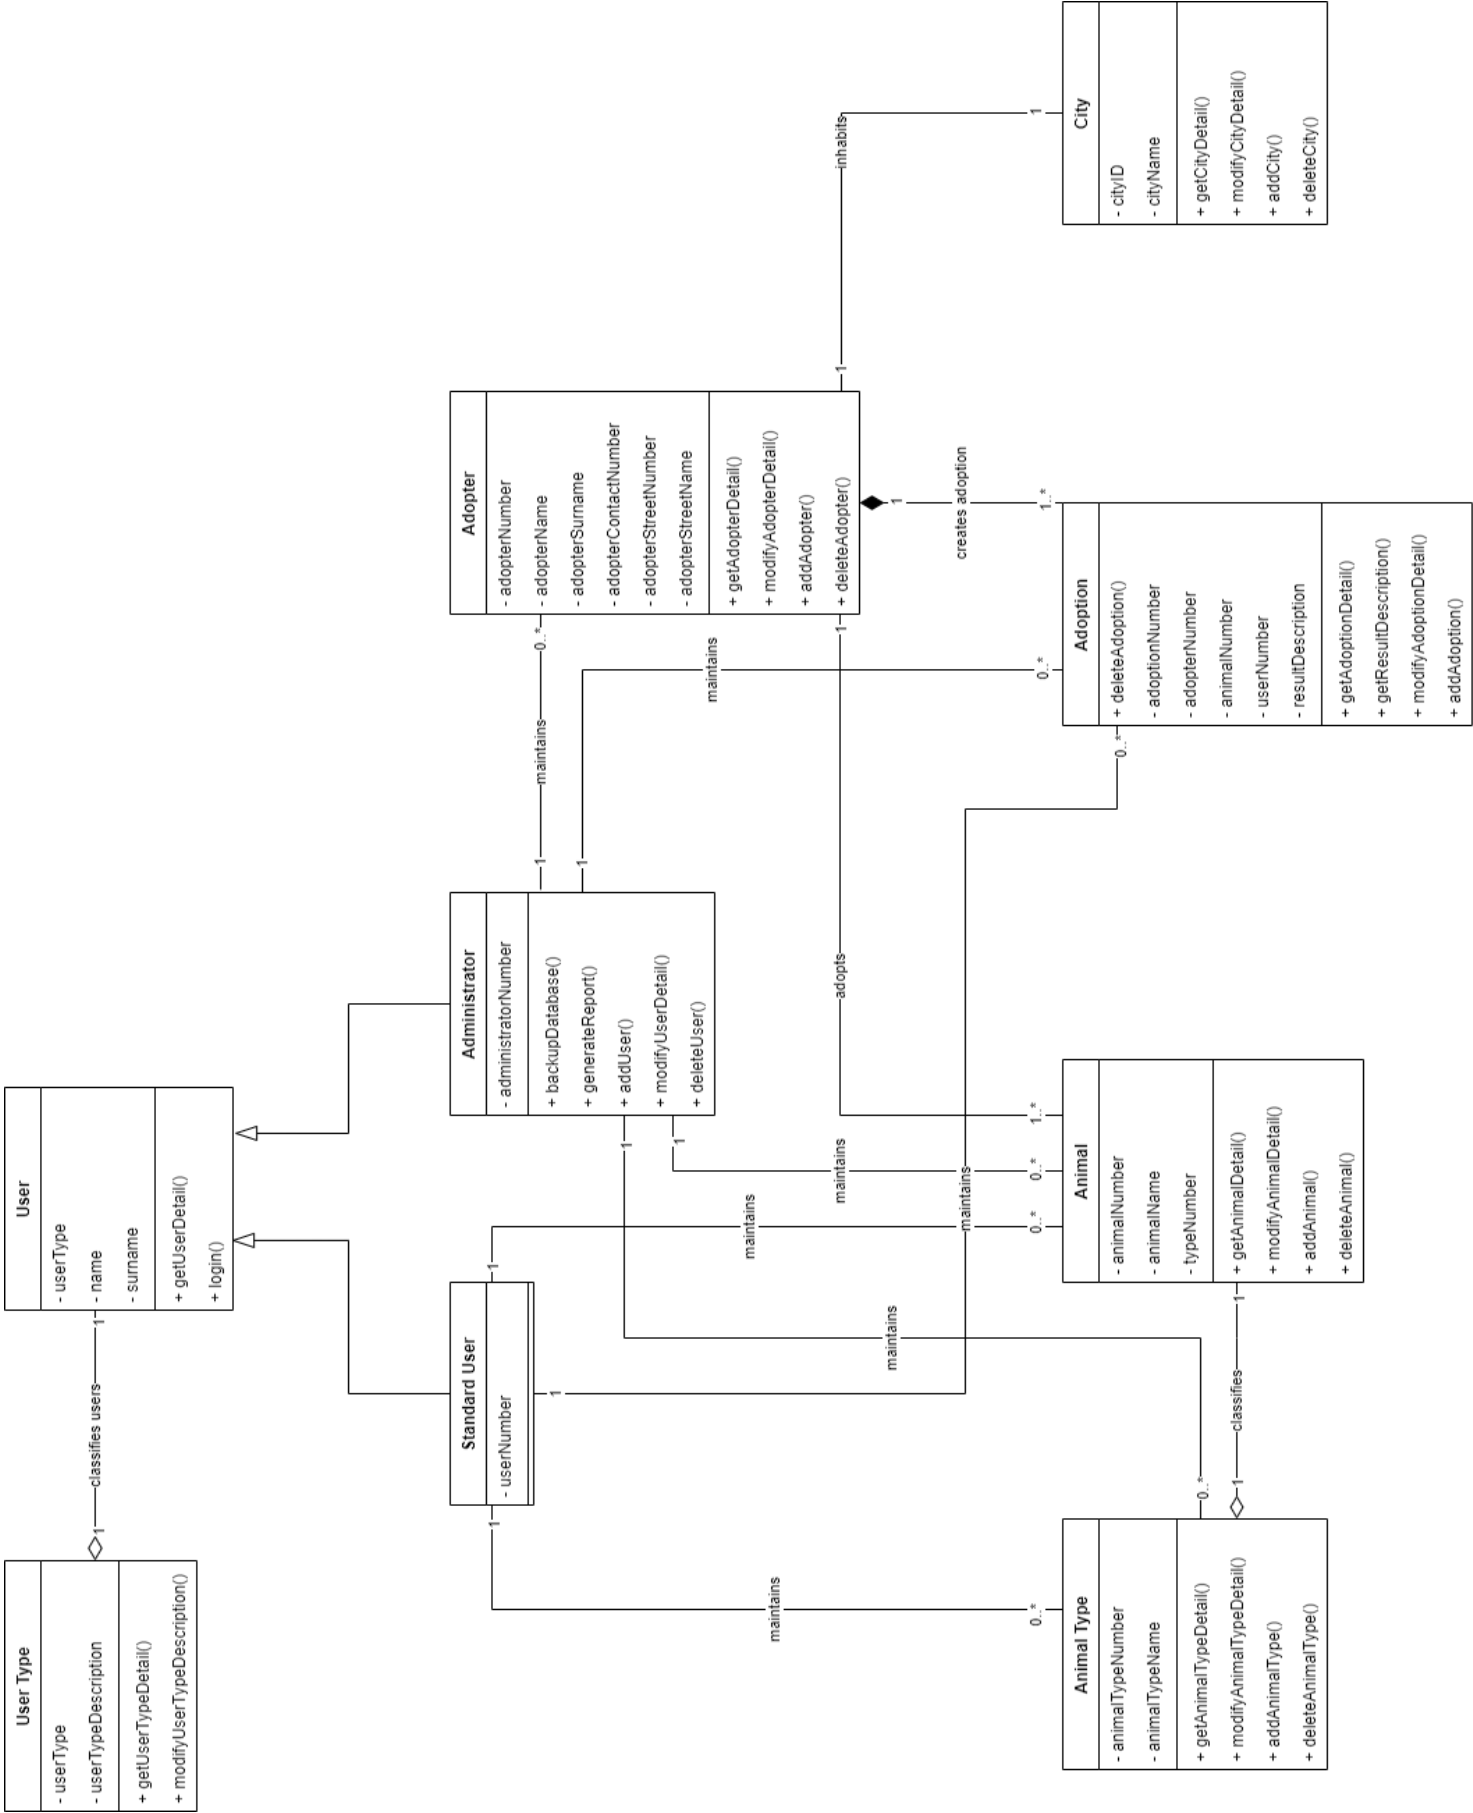 User Type
- userType
- userTypeDescription
+ getUserTypeDetail()
+ modifyUserTypeDescription()
1
classifies users
1
User
- userType
- name
- surname
+ getUserDetail()
+ login()
Standard User
- userNumber
1
1
1
Administrator
- administratorNumber
+ backupDatabase()
+ generateReport()
+ addUser()
+ modifyUserDetail()
+ deleteUser()
1
1
1
1
maintains
0..*
Adopter
- adopterNumber
- adopterName
- adopterSurname
- adopterContactNumber
- adopterStreetNumber
- adopterStreetName
+ getAdopterDetail()
+ modifyAdopterDetail()
+ addAdopter()
+ deleteAdopter()
1
1
inhabits
1
1
creates adoption
1..*
maintains
0..*
maintains
maintains
maintains
maintains
adopts
maintains
0..*
0..*
0..*
0..*
1..*
0..*
Animal Type
- animalTypeNumber
- animalTypeName
+ getAnimalTypeDetail()
+ modifyAnimalTypeDetail()
+ addAnimalType()
+ deleteAnimalType()
1
classifies
1
Animal
- animalNumber
- animalName
- typeNumber
+ getAnimalDetail()
+ modifyAnimalDetail()
+ addAnimal()
+ deleteAnimal()
Adoption
+ deleteAdoption()
- adoptionNumber
- adopterNumber
- animalNumber
- userNumber
- resultDescription
+ getAdoptionDetail()
+ getResultDescription()
+ modifyAdoptionDetail()
+ addAdoption()
City
- cityID
- cityName
+ getCityDetail()
+ modifyCityDetail()
+ addCity()
+ deleteCity()